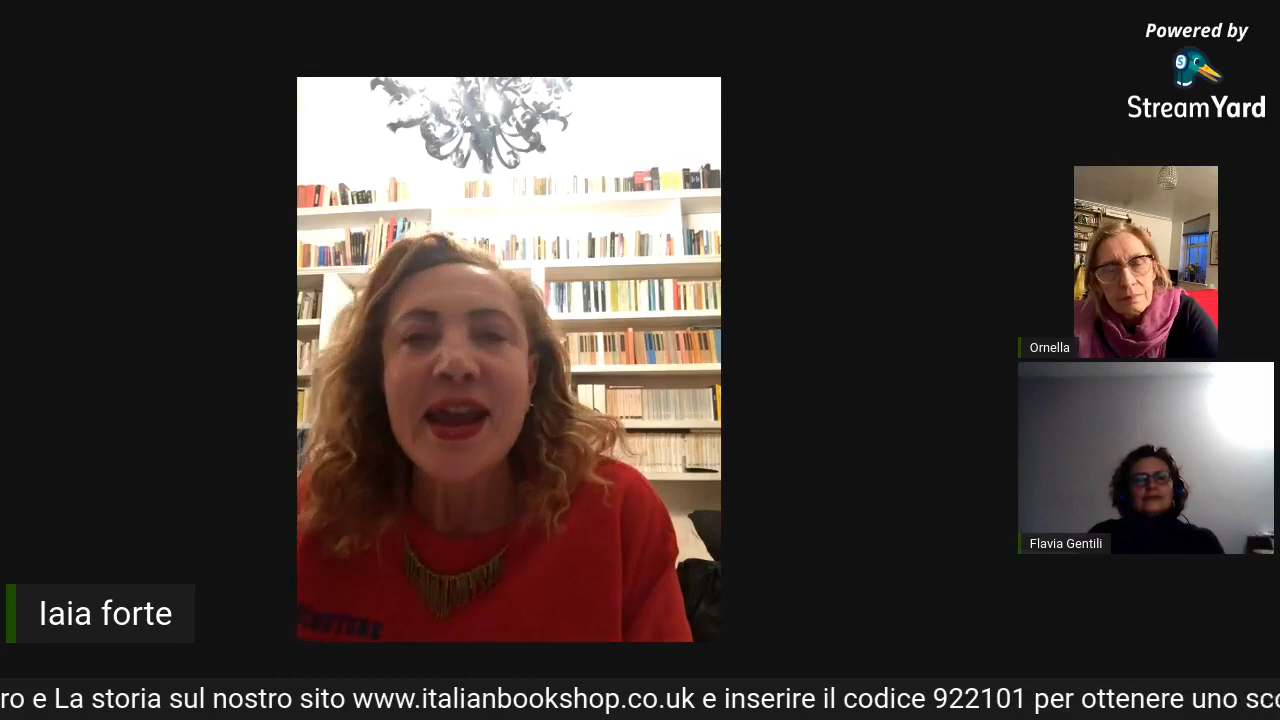 Powered by
StreamYard
Ornella
Flavia Gentili
Iaia forte
ro e La storia sul nostro sito www.italianbookshop.co.uk e inserire il codice 922101 per ottenere uno sco